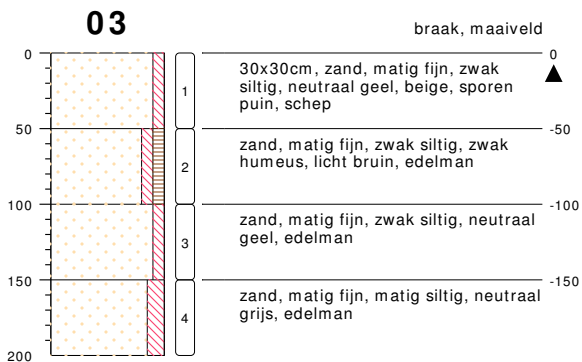 03
braak, maaiveld
0
0
30x30cm, zand, matig fijn, zwak
siltig, neutraal geel, beige, sporen
puin, schep
1
50
-50
zand, matig fijn, zwak siltig, zwak
humeus, licht bruin, edelman
2
100
-100
zand, matig fijn, zwak siltig, neutraal
geel, edelman
3
150
-150
zand, matig fijn, matig siltig, neutraal
grijs, edelman
4
200